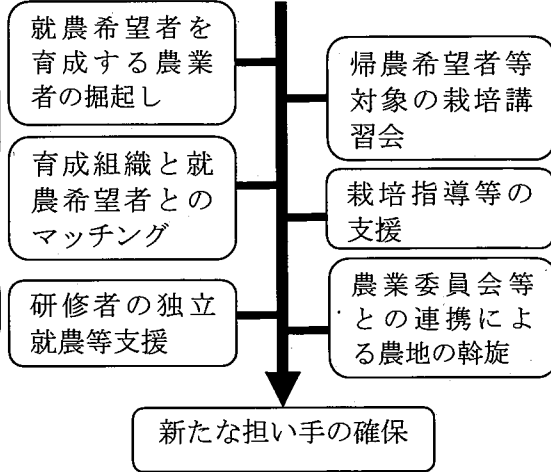 就農希望者を
育成する農業
者の掘起し
帰農希望者等
対象の栽培講
習会
育成組織と就
農希望者との
マッチング
栽培指導等の
支援
研修者の独立
就農等支援
農業委員会等
との連携によ
る農地の斡旋
新たな担い手の確保